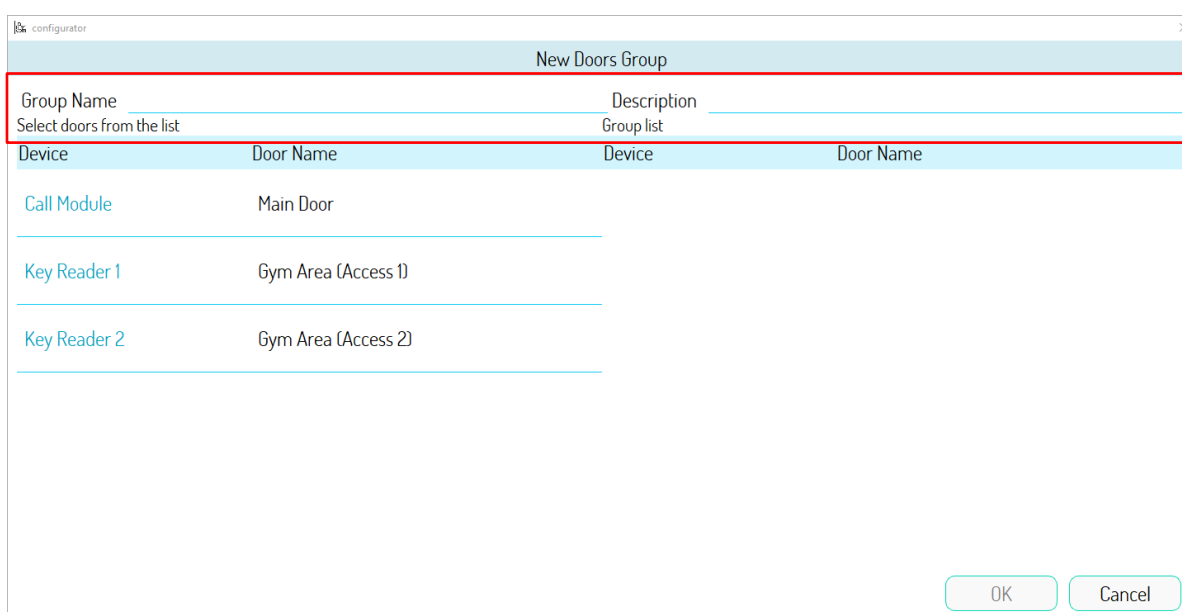 configurator
New Doors Group
Group Name Description
Select doors from the list Group list
Device Door Name Device Door Name
Call Module Main Door
Key Reader 1 Gym Area (Access 1)
Key Reader 2 Gym Area (Access 2)
OK Cancel